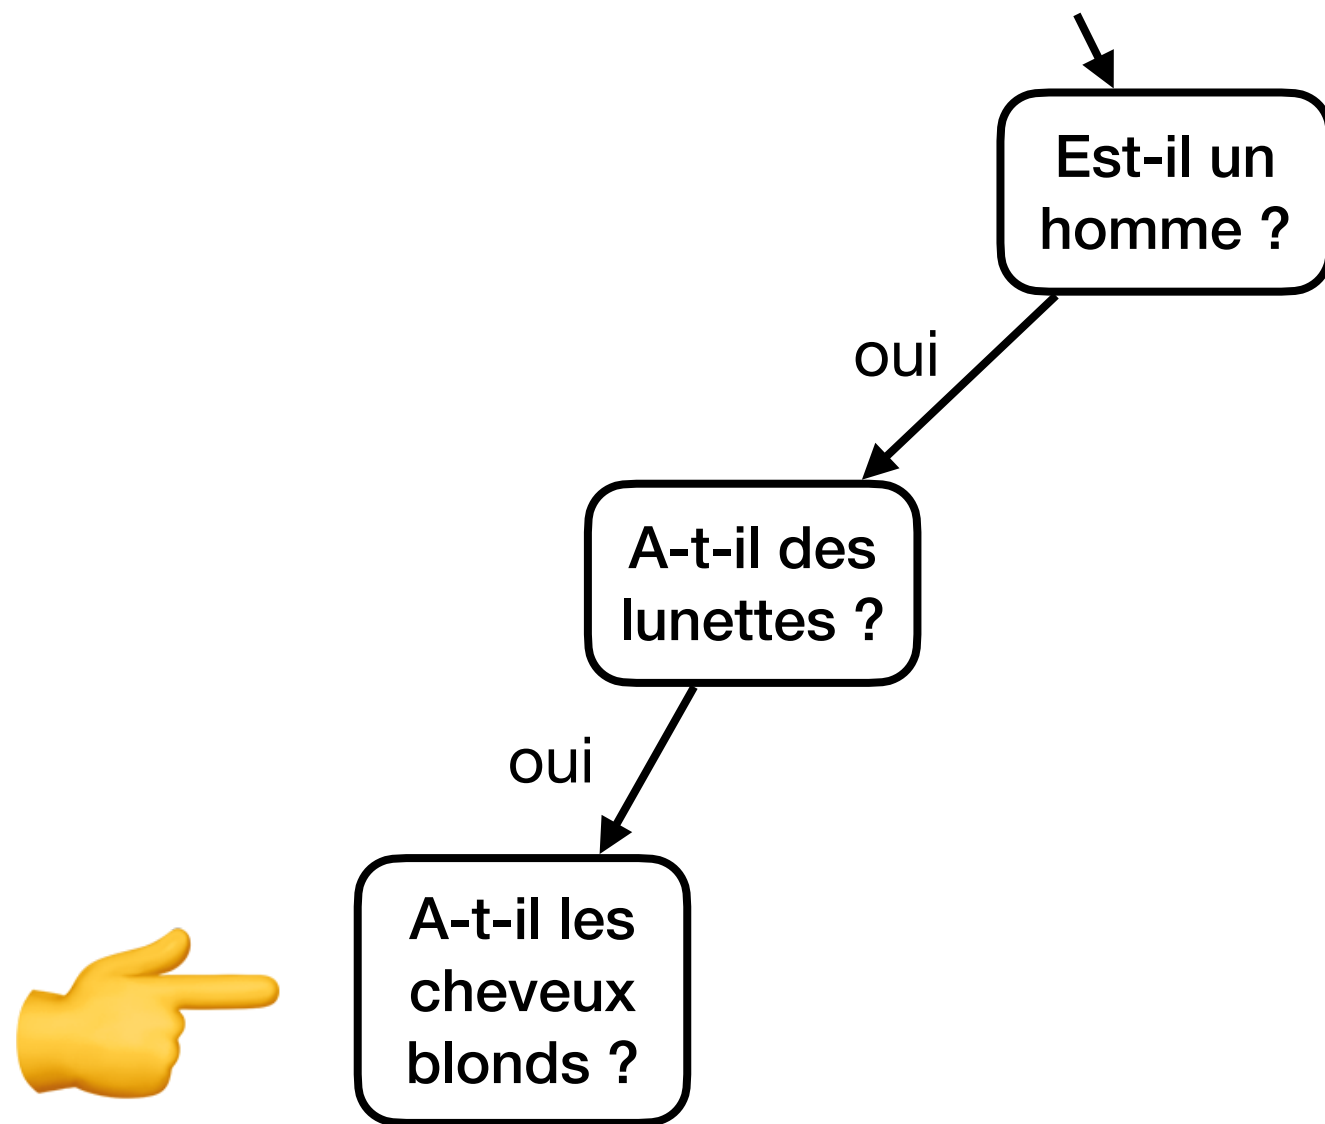 Est-il un
homme ?
oui
A-t-il des
lunettes ?
oui
A-t-il les
cheveux
blonds ?